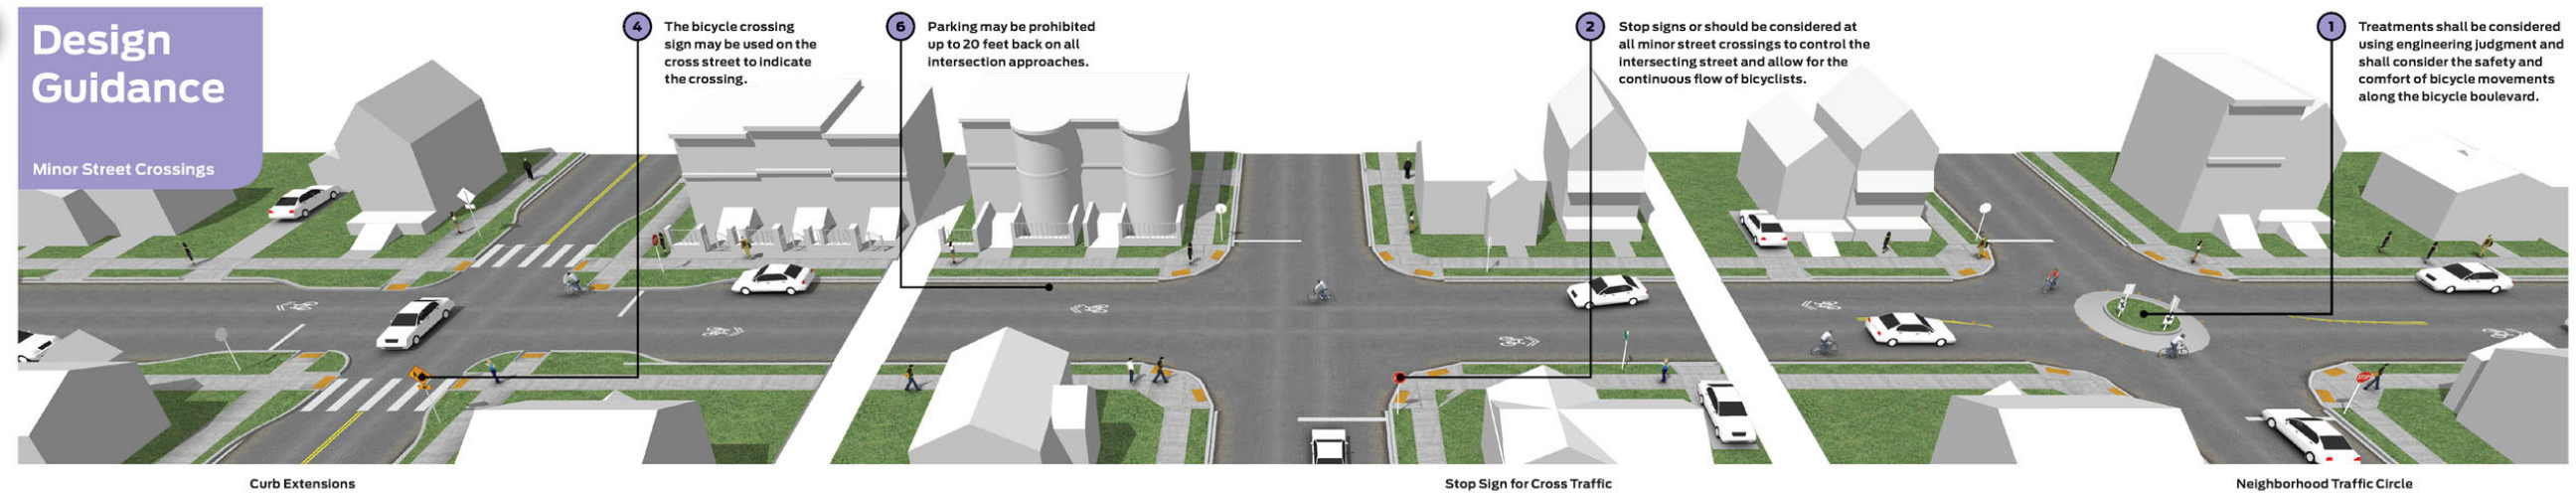 Design
Guidance
Minor Street Crossings
4
The bicycle crossing
sign may be used on the
cross street to indicate
the crossing.
6
Parking may be prohibited
up to 20 feet back on all
intersection approaches.
2
Stop signs or should be considered at
all minor street crossings to control the
intersecting street and allow for the
continuous flow of bicyclists.
1
Treatments shall be considered
using engineering judgment and
shall consider the safety and
comfort of bicycle movements
along the bicycle boulevard.
STOP
Curb Extensions
Stop Sign for Cross Traffic
Neighborhood Traffic Circle